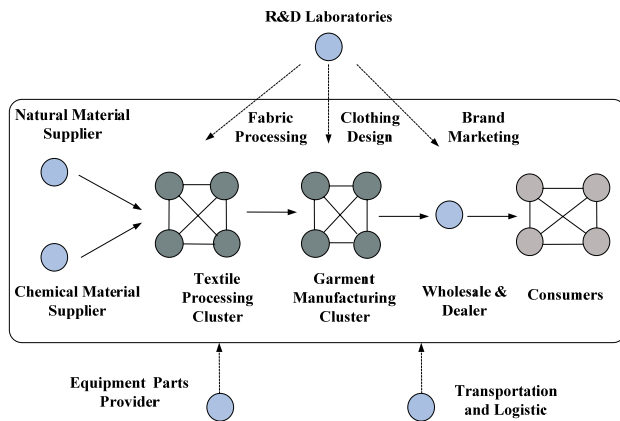 R&D Laboratories
Natural Material
Supplier
Fabric
Processing
Clothing
Design
Brand
Marketing
Chemical Material
Supplier
Textile
Processing
Cluster
Garment
Manufacturing
Cluster
Wholesale &
Dealer
Consumers
Equipment Parts
Provider
Transportation
and Logistic